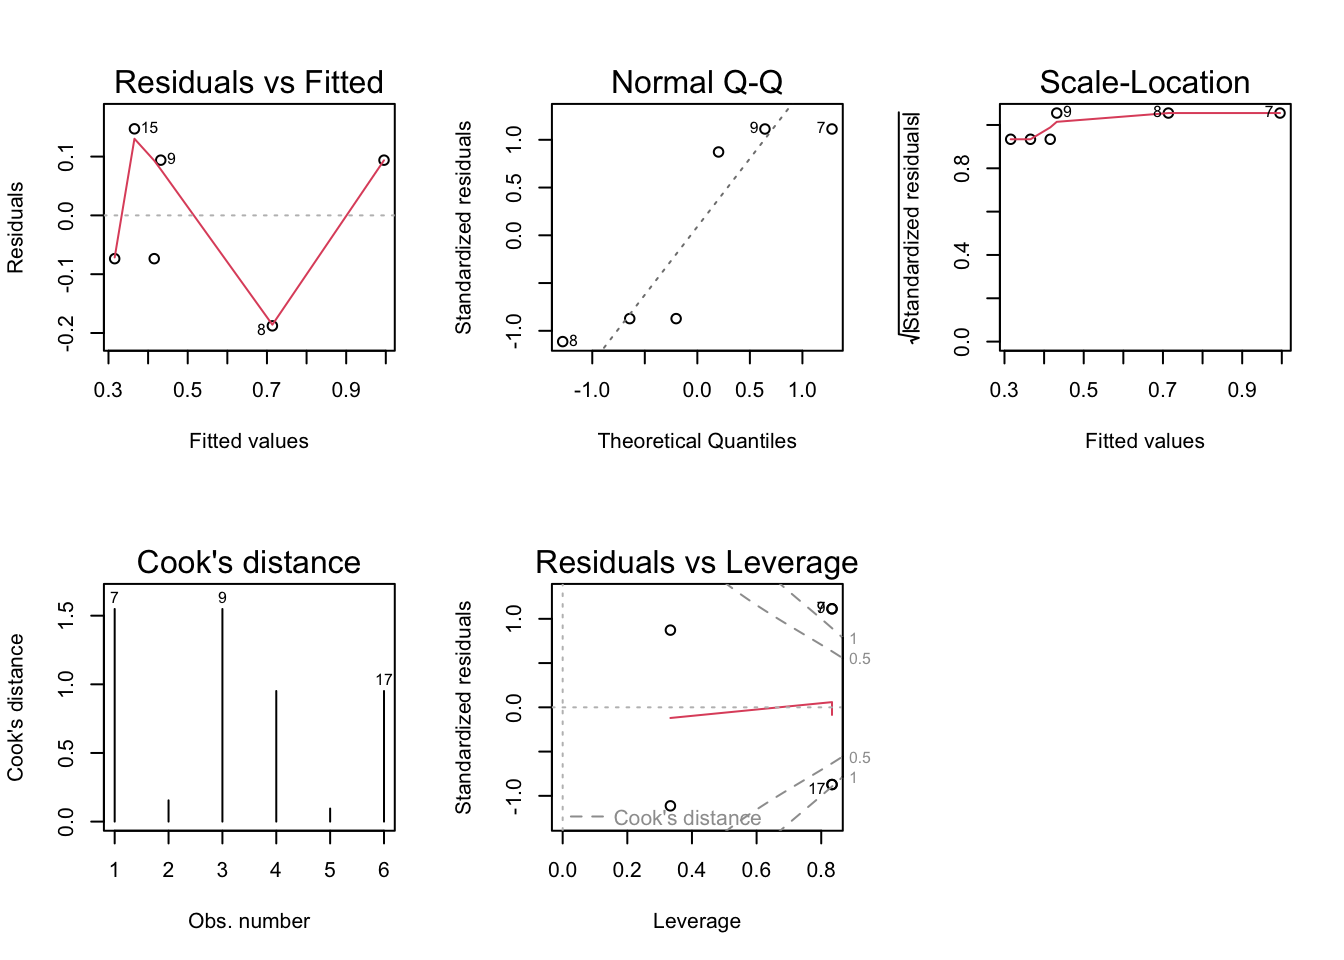 Residuals vs Fitted
Residuals
0.1
0.0
-0.1
-0.2
15
9
8
0.3 0.5 0.7 0.9
Fitted values
Normal Q-Q
Standardized residuals
1.0
0.5
0.0
-1.0
9
7
8
-1.0 0.0 0.5 1.0
Theoretical Quantiles
Scale-Location
√|Standardized residuals|
0.8
0.4
0.0
9
8
7
0.3 0.5 0.7 0.9
Fitted values
Cook's distance
Cook's distance
1.5
1.0
0.5
0.0
7
9
17
1 2 3 4 5 6
Obs. number
Residuals vs Leverage
Standardized residuals
1.0
0.0
-1.0
9
1
0.5
0.5
1
17
Cook's distance
0.0 0.2 0.4 0.6 0.8
Leverage